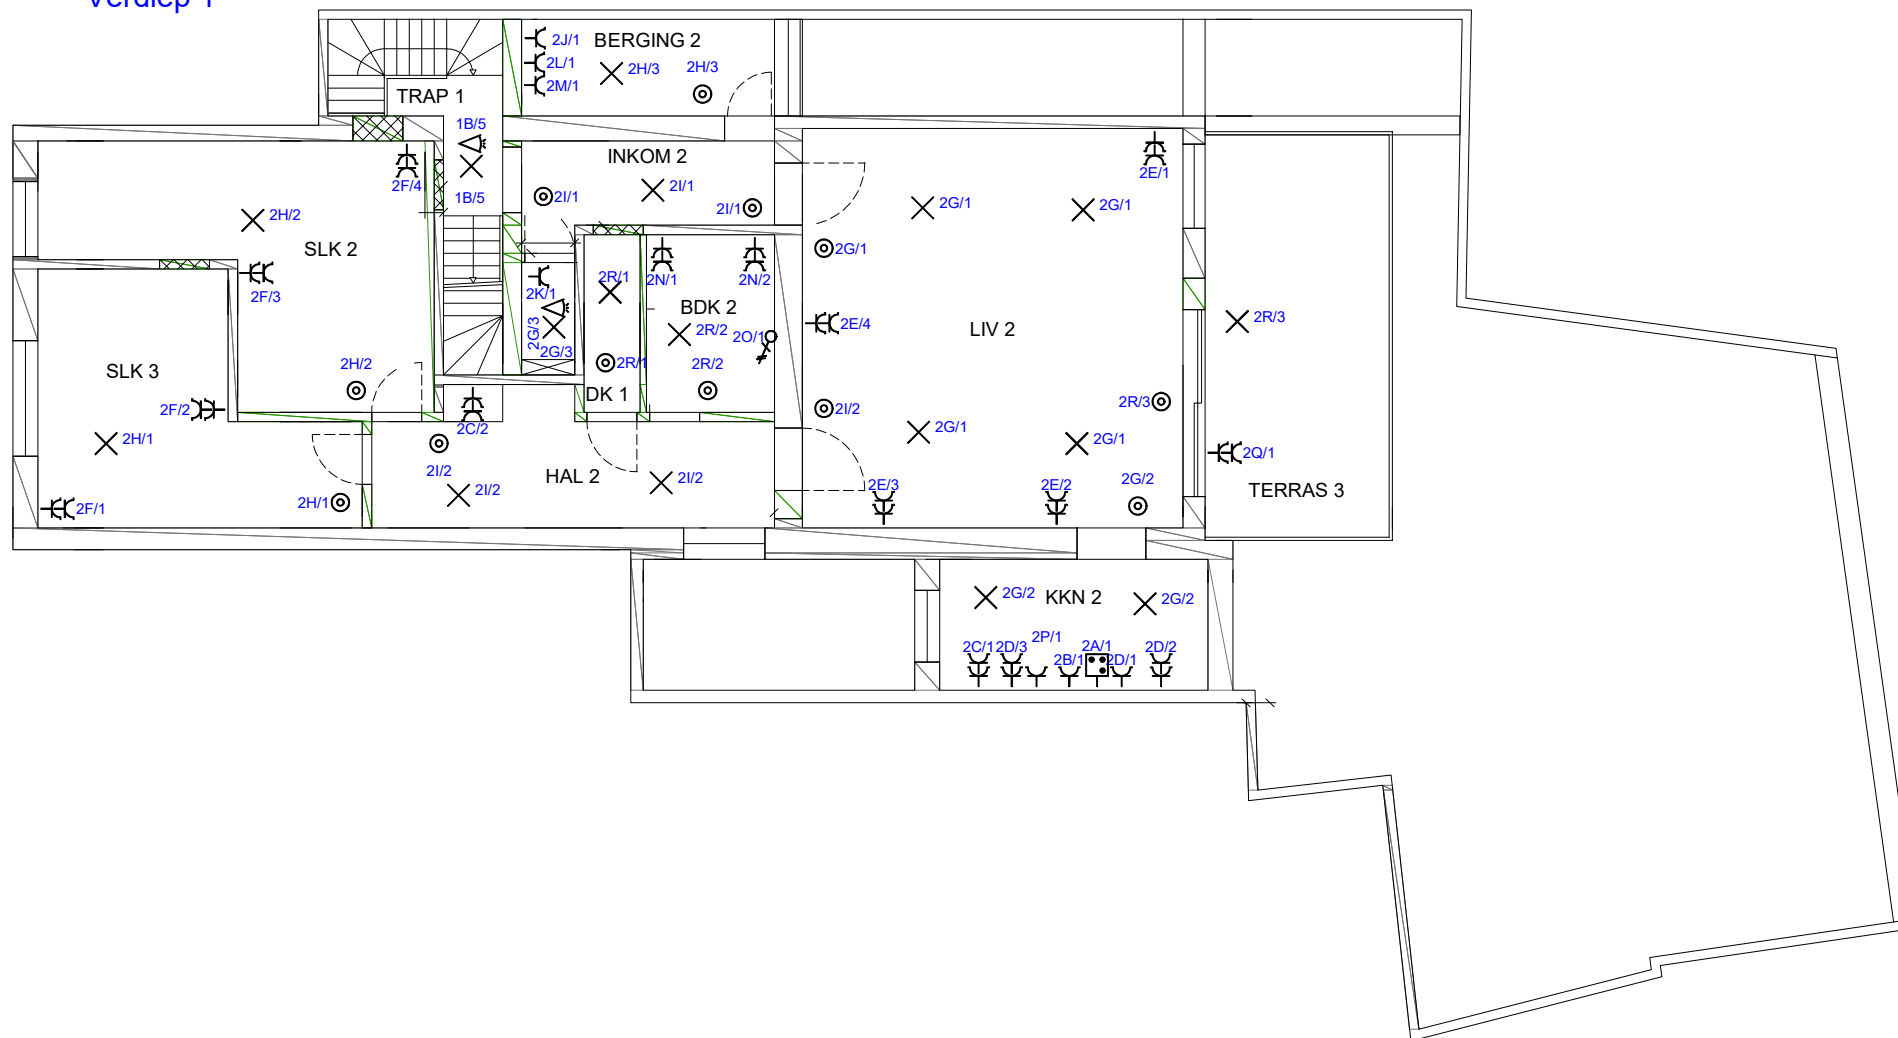 Verdiep 1
2J/1
BERGING 2
2L/1
2H/3
2H/3
2M/1
TRAP 1
1B/5
1B/5
INKOM 2
2I/1
2I/1
2I/1
2F/4
2E/1
2H/2
SLK 2
2F/3
2G/1
2G/1
2G/1
2N/1
2N/2
2R/1
2K/1
BDK 2
2G/3
2G/3
2R/2
2O/1
2E/4
LIV 2
2R/3
2R/1
2R/2
SLK 3
2H/2
DK 1
2F/2
2H/1
2C/2
2I/2
2R/3
2G/1
2G/1
2I/2
HAL 2
2I/2
2I/2
2Q/1
TERRAS 3
2F/1
2H/1
2E/3
2E/2
2G/2
2G/2
KKN 2
2G/2
2C/1
2D/3
2P/1
2B/1
2A/1
2D/1
2D/2